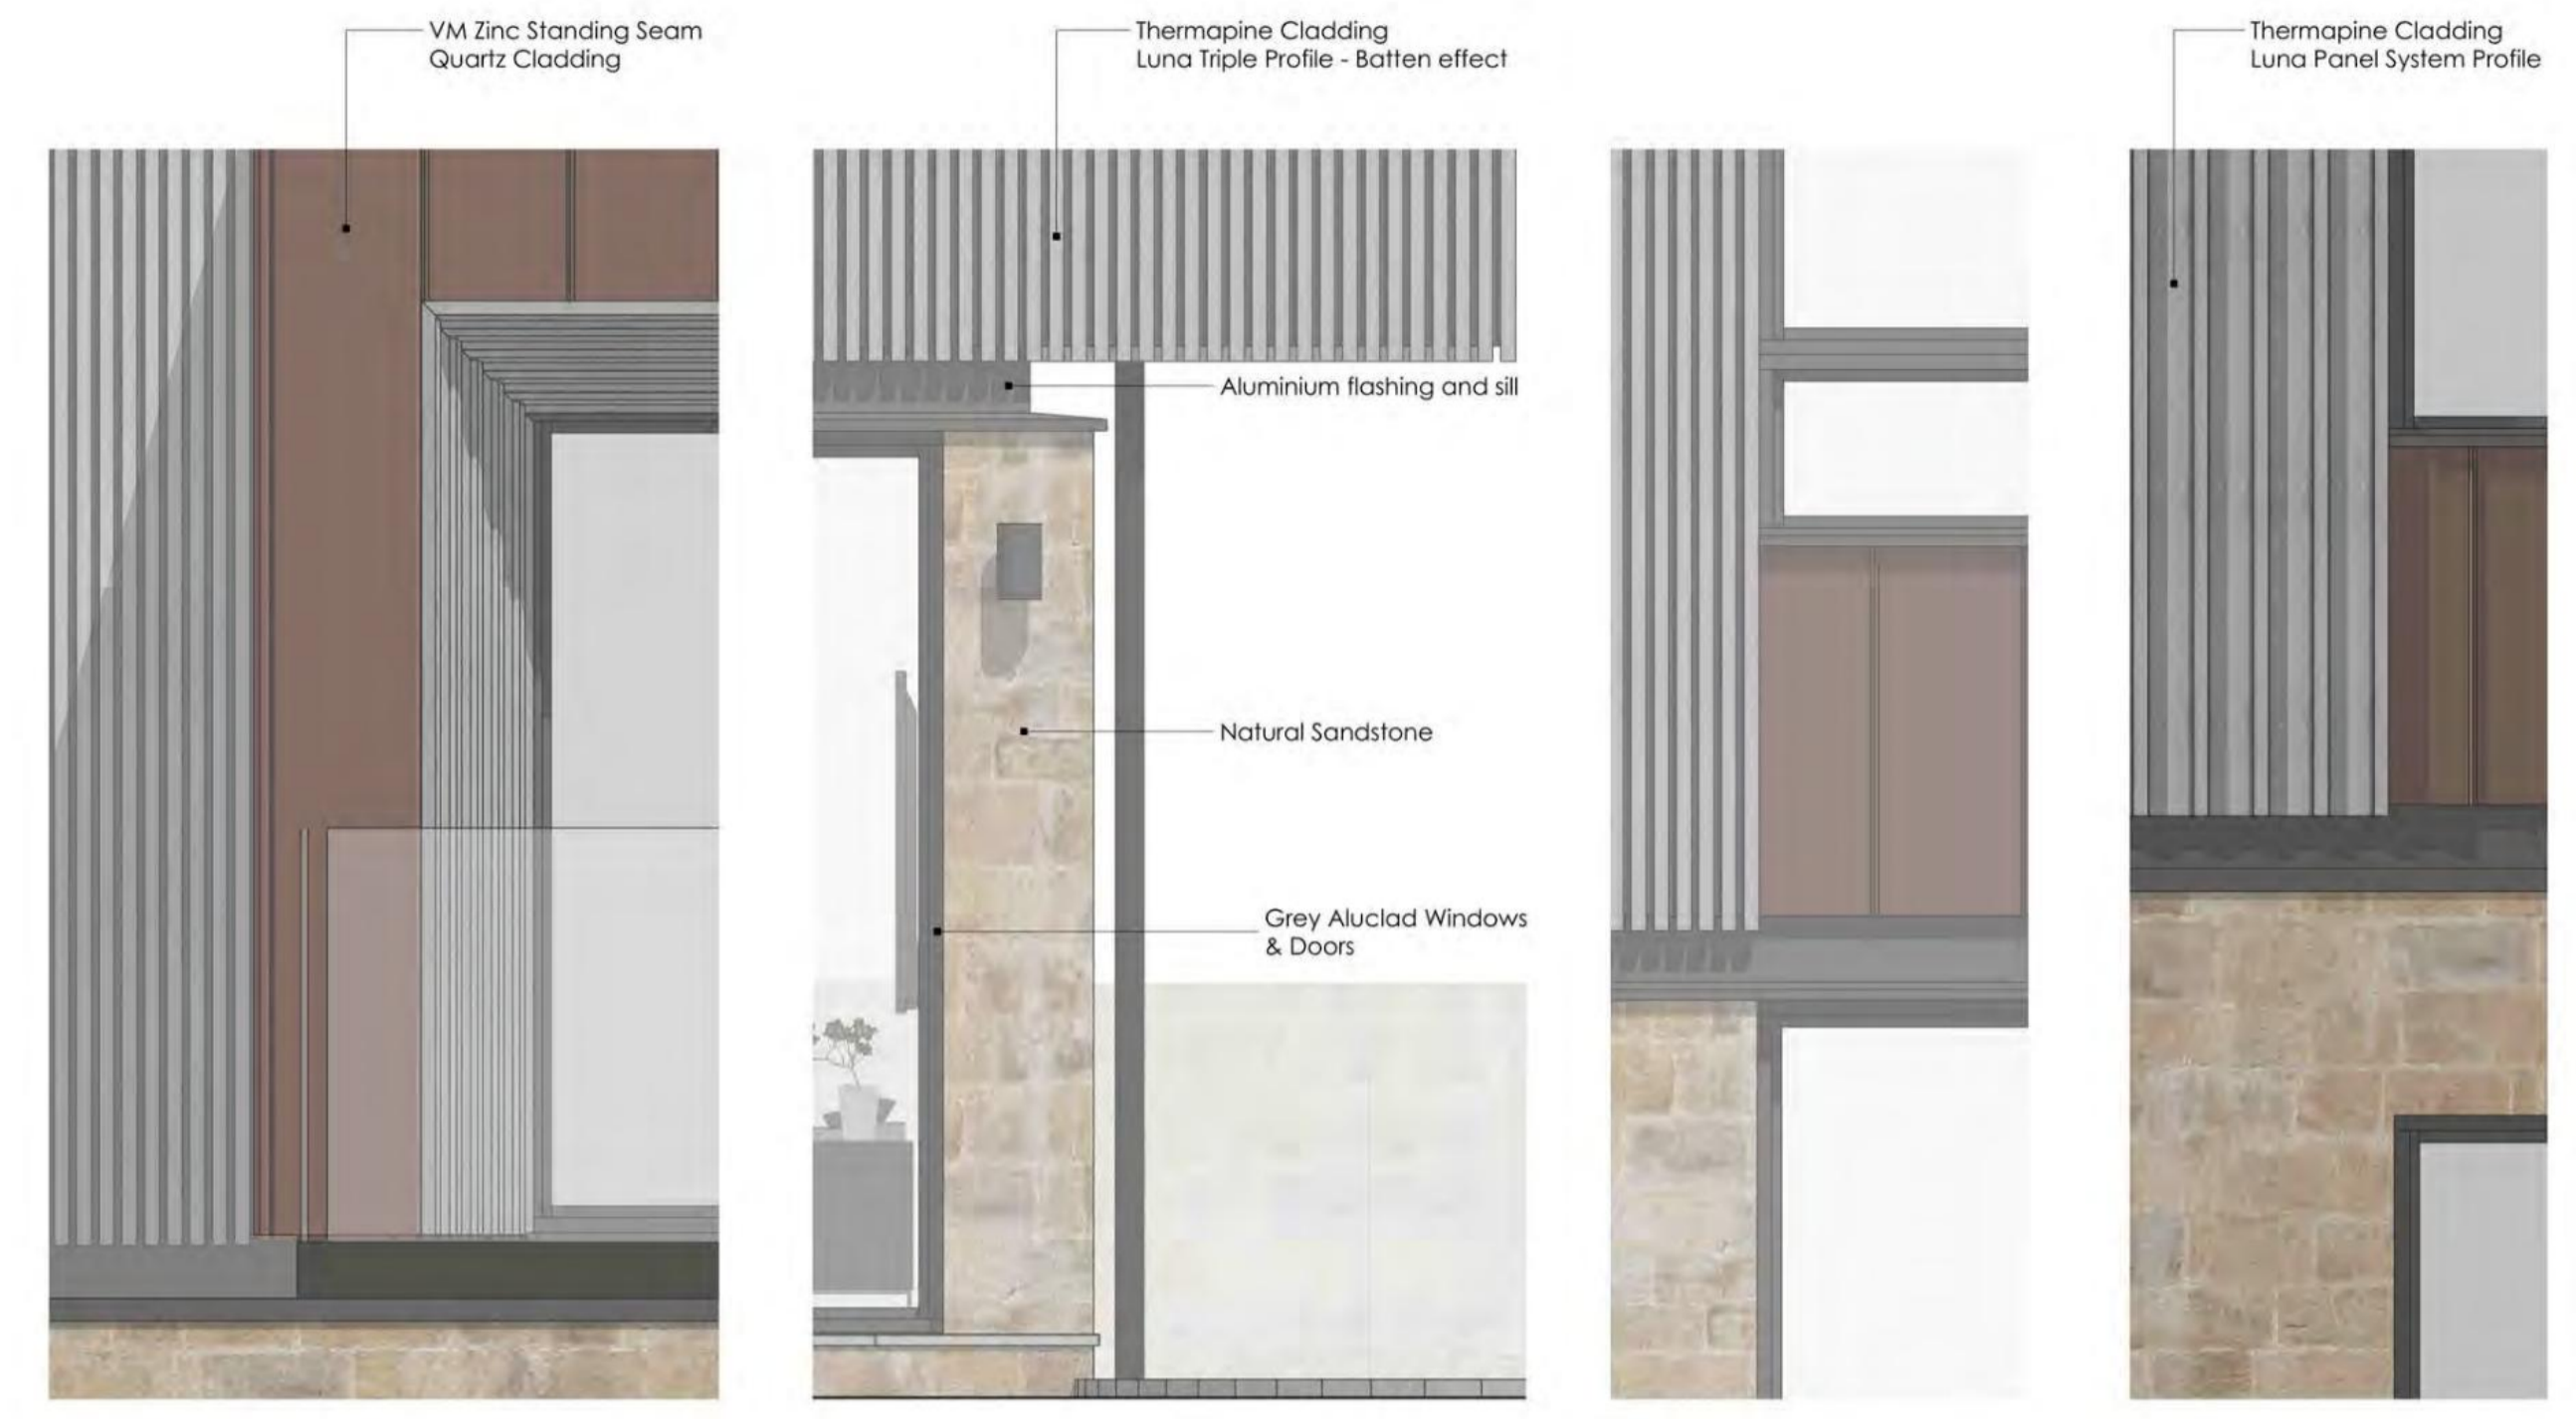 VM Zinc Standing Seam
Quartz Cladding
Thermapine Cladding
Luna Triple Profile - Batten effect
Thermapine Cladding
Luna Panel System Profile
Aluminium flashing and sill
Natural Sandstone
Grey Aluclad Windows
& Doors